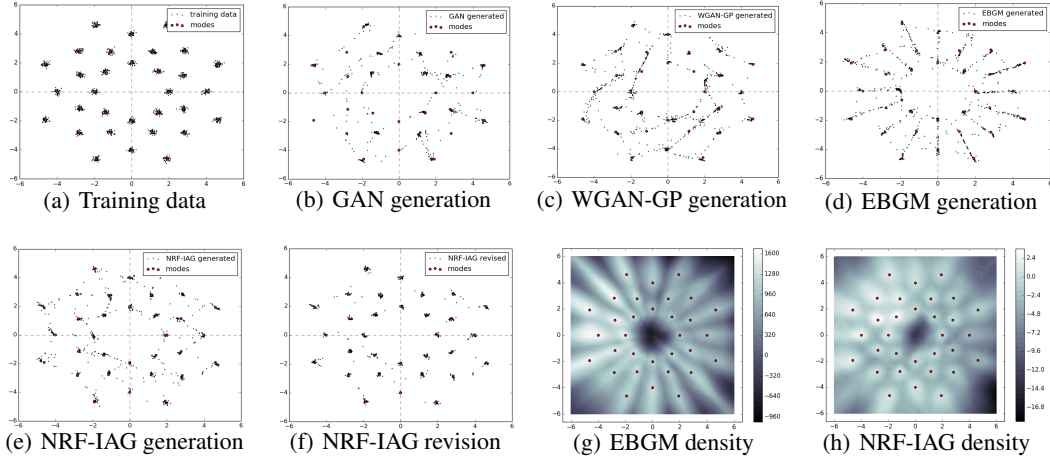 training data
modes
(a) Training data
GAN generated
modes
(b) GAN generation
WGAN-GP generated
modes
(c) WGAN-GP generation
EBGM generated
modes
(d) EBGM generation
NRF-IAG generated
modes
(e) NRF-IAG generation
NRF-IAG revised
modes
(f) NRF-IAG revision
1600
1280
960
640
320
0
−320
−640
−960
(g) EBGM density
2.4
0.0
−2.4
−4.8
−7.2
−9.6
−12.0
−14.4
−16.8
(h) NRF-IAG density